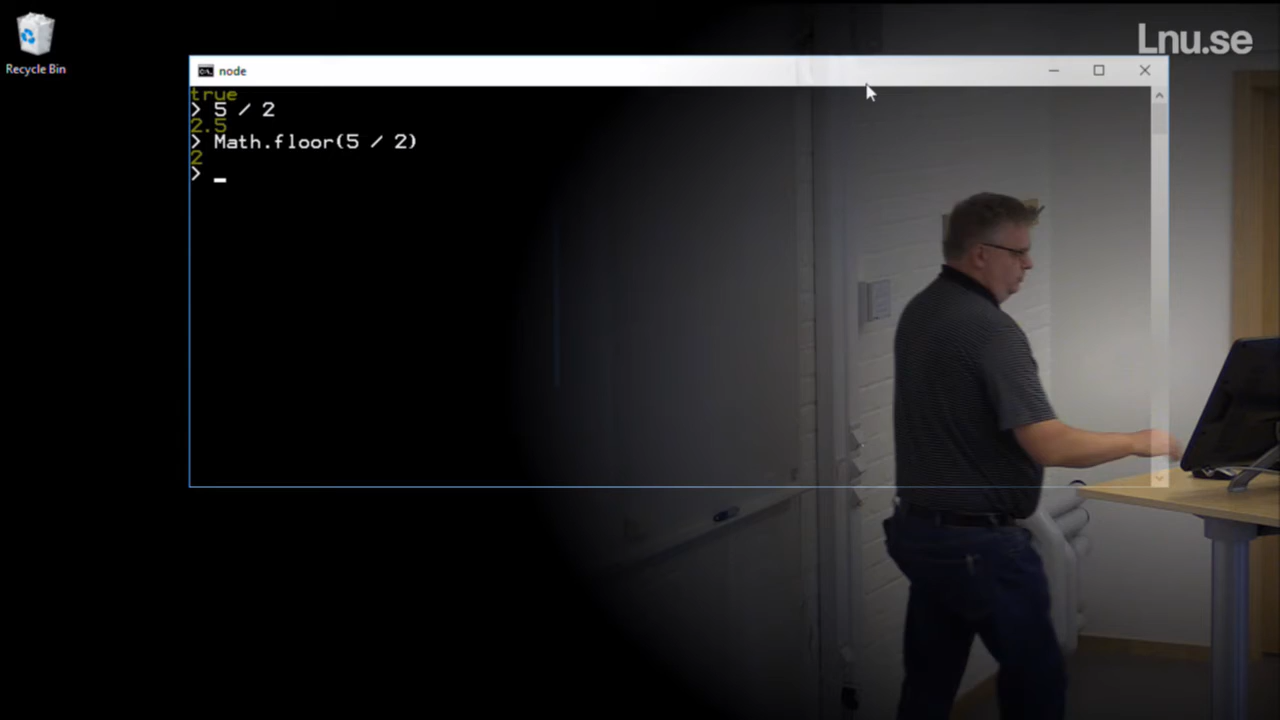 Lnu.se
Recycle Bin
node
true
> 5 / 2
2.5
> Math.floor(5 / 2)
2
> _